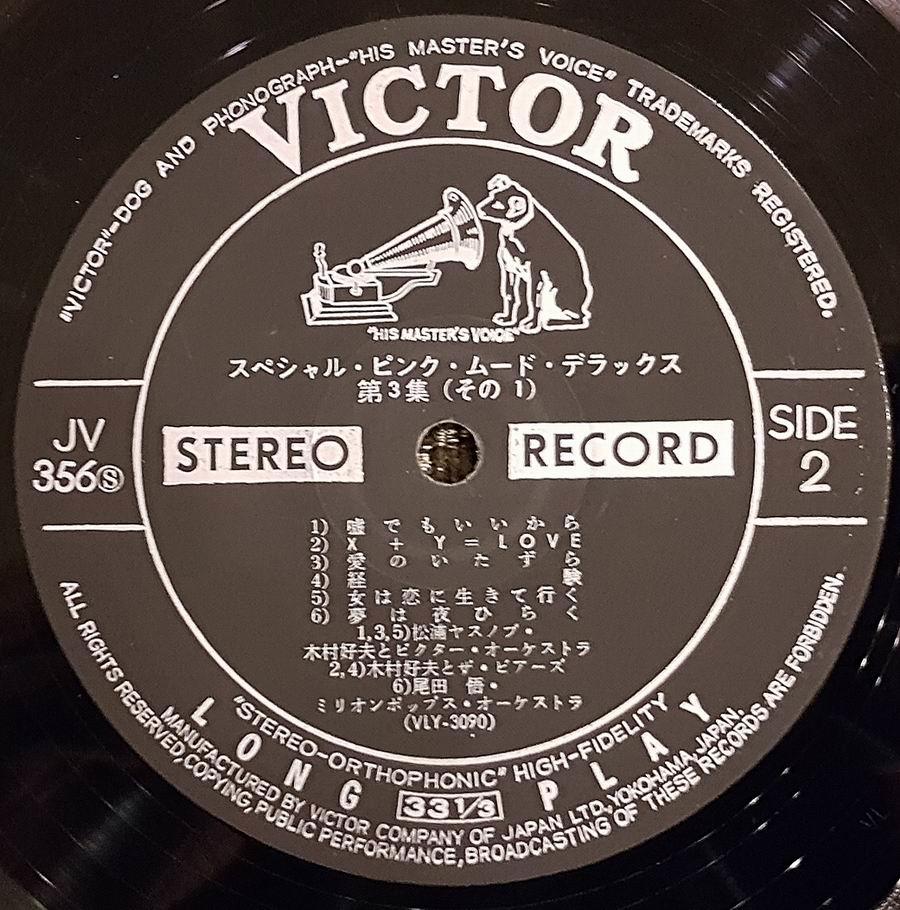 "VICTOR"-DOG AND PHONOGRAPH-"HIS MASTER'S VOICE" TRADEMARKS REGISTERED.
VICTOR
"HIS MASTER'S VOICE"
スペシャル・ピンク・ムード・デラックス
第3集（その 1）
JV
356Ⓢ
STEREO
RECORD
SIDE
2
1) 嘘でもいいから
2) X + Y = LOVE
3) 愛のいたずら
4) 経験
5) 女は恋に生きて行く
6) 夢は夜ひらく
1,3,5)松浦ヤスノブ・
木村好夫とビクター・オーケストラ
2,4)木村好夫とザ・ビアーズ
6)尾田 悟・
ミリオンポップス・オーケストラ
(VLY-3090)
"STEREO-ORTHOPHONIC" HIGH-FIDELITY
LONG 33 1/3 PLAY
MANUFACTURED BY VICTOR COMPANY OF JAPAN LTD., YOKOHAMA, JAPAN.
ALL RIGHTS RESERVED, COPYING, PUBLIC PERFORMANCE, BROADCASTING OF THESE RECORDS ARE FORBIDDEN.